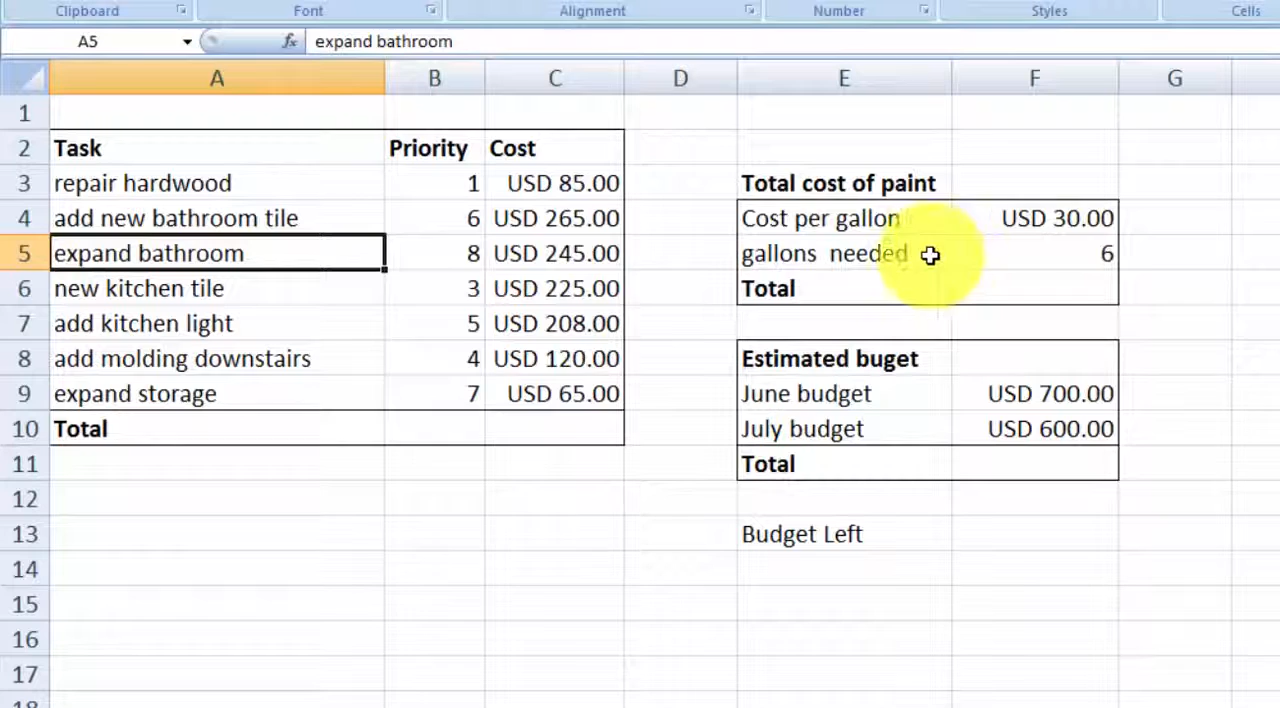 Clipboard Font Alignment Number Styles Cells
A5 fx expand bathroom
A B C D E F G
1
2 Task Priority Cost
3 repair hardwood 1 USD 85.00 Total cost of paint
4 add new bathroom tile 6 USD 265.00 Cost per gallon USD 30.00
5 expand bathroom 8 USD 245.00 gallons needed 6
6 new kitchen tile 3 USD 225.00 Total
7 add kitchen light 5 USD 208.00
8 add molding downstairs 4 USD 120.00 Estimated buget
9 expand storage 7 USD 65.00 June budget USD 700.00
10 Total July budget USD 600.00
11 Total
12
13 Budget Left
14
15
16
17
18